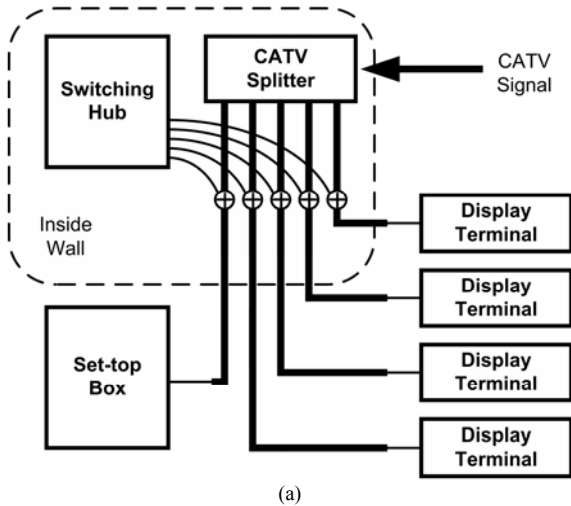 Switching
Hub
CATV
Splitter
CATV
Signal
Inside
Wall
Display
Terminal
Display
Terminal
Set-top
Box
Display
Terminal
Display
Terminal
(a)